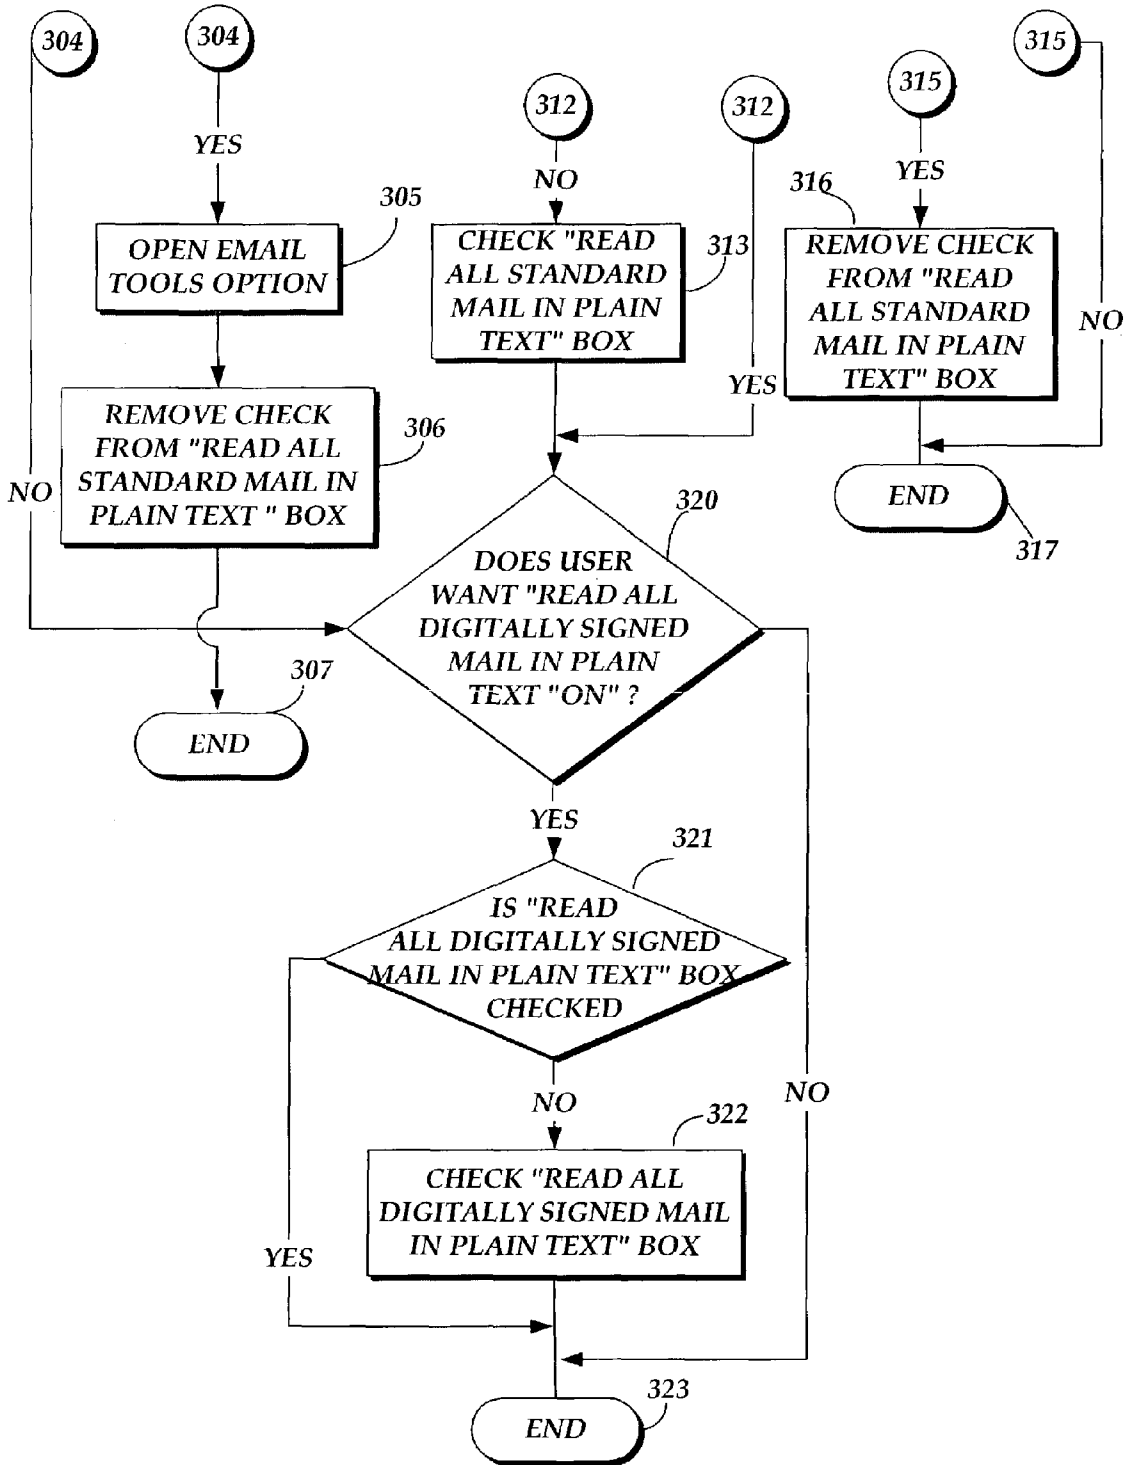 304
304
315
315
312
312
YES
NO
YES
316
305
OPEN EMAIL
TOOLS OPTION
CHECK "READ
ALL STANDARD
MAIL IN PLAIN
TEXT" BOX
313
REMOVE CHECK
FROM "READ
ALL STANDARD
MAIL IN PLAIN
TEXT" BOX
NO
YES
REMOVE CHECK
FROM "READ ALL
STANDARD MAIL IN
PLAIN TEXT " BOX
306
NO
END
317
320
DOES USER
WANT "READ ALL
DIGITALLY SIGNED
MAIL IN PLAIN
TEXT "ON" ?
307
END
YES
321
IS "READ
ALL DIGITALLY SIGNED
MAIL IN PLAIN TEXT" BOX
CHECKED
NO
NO
322
CHECK "READ ALL
DIGITALLY SIGNED MAIL
IN PLAIN TEXT" BOX
YES
323
END